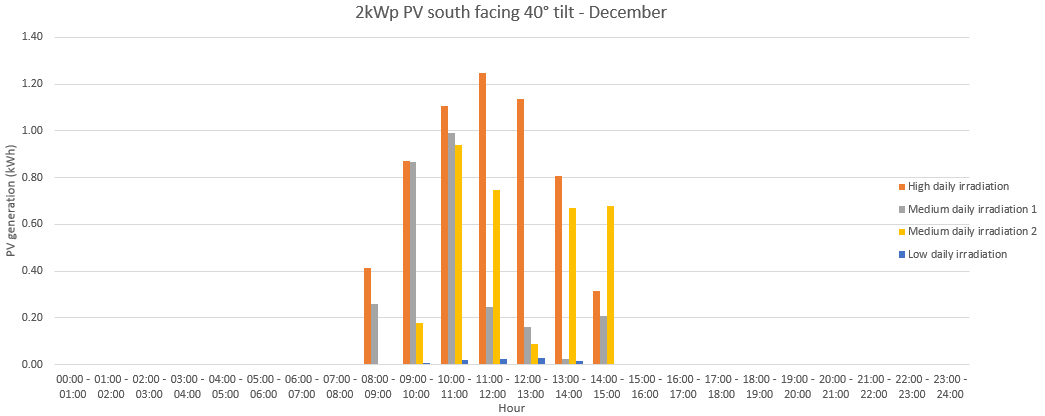 2kWp PV south facing 40° tilt - December
1.40
1.20
1.00
0.80
0.60
0.40
0.20
0.00
PV generation (kWh)
High daily irradiation
Medium daily irradiation 1
Medium daily irradiation 2
Low daily irradiation
00:00 - 01:00 - 02:00 - 03:00 - 04:00 - 05:00 - 06:00 - 07:00 - 08:00 - 09:00 - 10:00 - 11:00 - 12:00 - 13:00 - 14:00 - 15:00 - 16:00 - 17:00 - 18:00 - 19:00 - 20:00 - 21:00 - 22:00 - 23:00 -
01:00 02:00 03:00 04:00 05:00 06:00 07:00 08:00 09:00 10:00 11:00 12:00 13:00 14:00 15:00 16:00 17:00 18:00 19:00 20:00 21:00 22:00 23:00 24:00
Hour